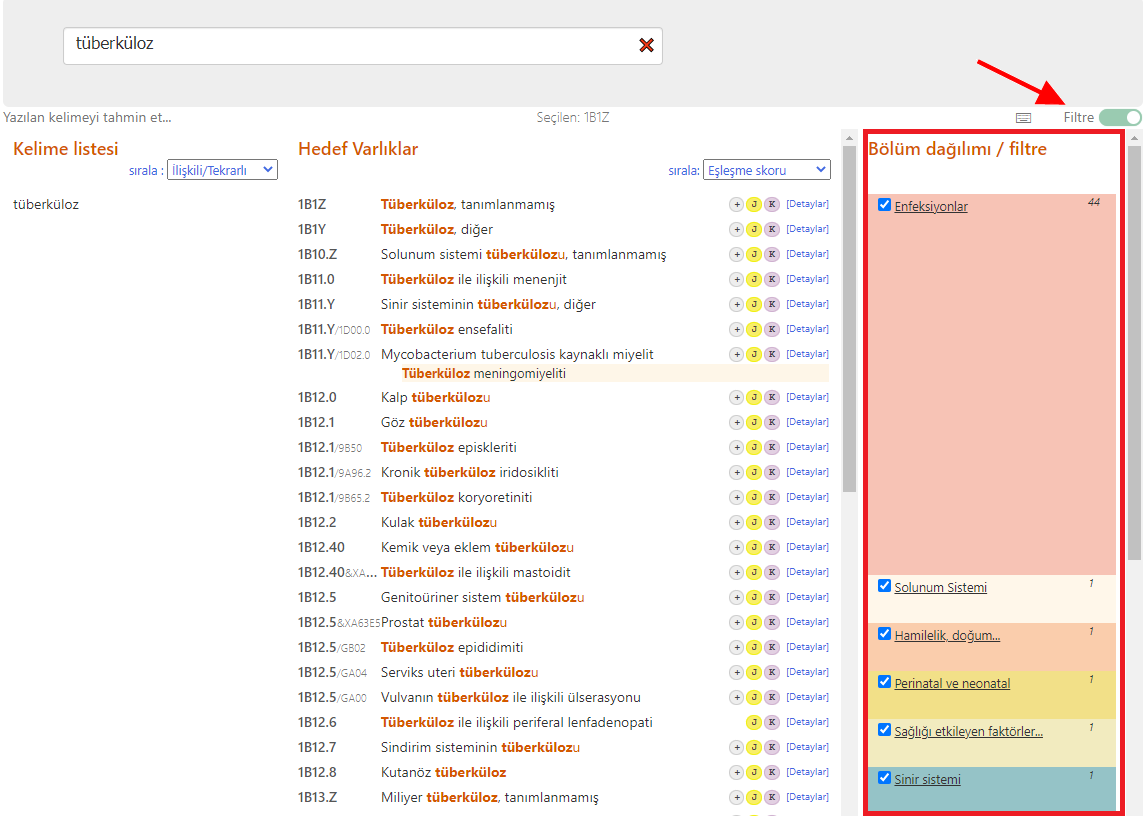 tüberküloz
Yazılan kelimeyi tahmin et...
Seçilen: 1B1Z
Filtre
Kelime listesi
sırala : İlişkili/Tekrarlı
tüberküloz
Hedef Varlıklar
sırala: Eşleşme skoru
1B1Z Tüberküloz, tanımlanmamış + J K [Detaylar]
1B1Y Tüberküloz, diğer + J K [Detaylar]
1B10.Z Solunum sistemi tüberkülozu, tanımlanmamış + J K [Detaylar]
1B11.0 Tüberküloz ile ilişkili menenjit + J K [Detaylar]
1B11.Y Sinir sisteminin tüberkülozu, diğer + J K [Detaylar]
1B11.Y/1D00.0 Tüberküloz ensefaliti + J K [Detaylar]
1B11.Y/1D02.0 Mycobacterium tuberculosis kaynaklı miyelit + J K [Detaylar]
Tüberküloz meningomiyeliti
1B12.0 Kalp tüberkülozu + J K [Detaylar]
1B12.1 Göz tüberkülozu + J K [Detaylar]
1B12.1/9B50 Tüberküloz episkleriti + J K [Detaylar]
1B12.1/9A96.2 Kronik tüberküloz iridosikliti + J K [Detaylar]
1B12.1/9B65.2 Tüberküloz koryoretiniti + J K [Detaylar]
1B12.2 Kulak tüberkülozu + J K [Detaylar]
1B12.40 Kemik veya eklem tüberkülozu + J K [Detaylar]
1B12.40&XA... Tüberküloz ile ilişkili mastoidit + J K [Detaylar]
1B12.5 Genitoüriner sistem tüberkülozu + J K [Detaylar]
1B12.5&XA63E5 Prostat tüberkülozu + J K [Detaylar]
1B12.5/GB02 Tüberküloz epididimiti + J K [Detaylar]
1B12.5/GA04 Serviks uteri tüberkülozu + J K [Detaylar]
1B12.5/GA00 Vulvanın tüberküloz ile ilişkili ülserasyonu + J K [Detaylar]
1B12.6 Tüberküloz ile ilişkili periferal lenfadenopati J K [Detaylar]
1B12.7 Sindirim sisteminin tüberkülozu + J K [Detaylar]
1B12.8 Kutanöz tüberküloz + J K [Detaylar]
1B13.Z Miliyer tüberküloz, tanımlanmamış + J K [Detaylar]
Bölüm dağılımı / filtre
Enfeksiyonlar 44
Solunum Sistemi 1
Hamilelik, doğum... 1
Perinatal ve neonatal 1
Sağlığı etkileyen faktörler... 1
Sinir sistemi 1